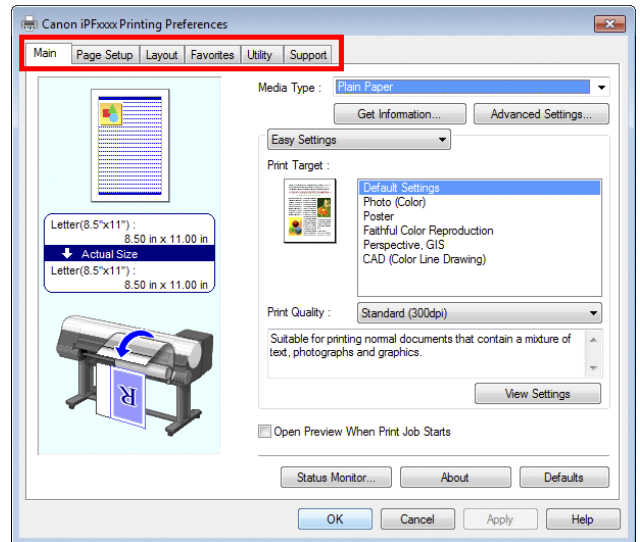 Canon iPFxxxx Printing Preferences
Main Page Setup Layout Favorites Utility Support
Media Type : Plain Paper
Get Information... Advanced Settings...
Easy Settings
Print Target :
Default Settings
Photo (Color)
Poster
Faithful Color Reproduction
Perspective, GIS
CAD (Color Line Drawing)
Letter(8.5"x11") :
8.50 in x 11.00 in
Actual Size
Letter(8.5"x11") :
8.50 in x 11.00 in
R
Print Quality : Standard (300dpi)
Suitable for printing normal documents that contain a mixture of
text, photographs and graphics.
View Settings
Open Preview When Print Job Starts
Status Monitor... About Defaults
OK Cancel Apply Help